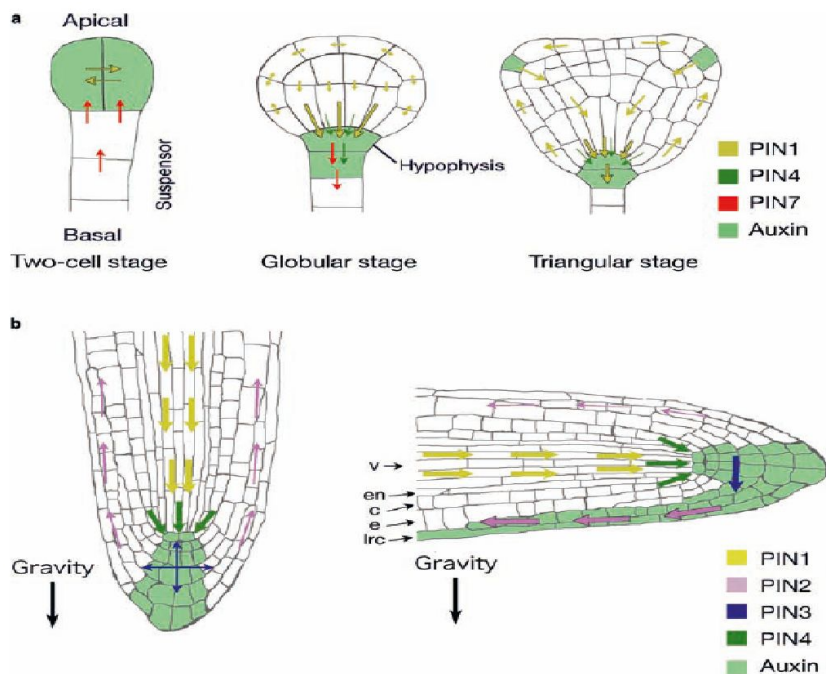 a
Apical
Suspensor
Hypophysis
Basal
Two-cell stage
Globular stage
Triangular stage
PIN1
PIN4
PIN7
Auxin
b
Gravity
v
en
c
e
lrc
Gravity
PIN1
PIN2
PIN3
PIN4
Auxin